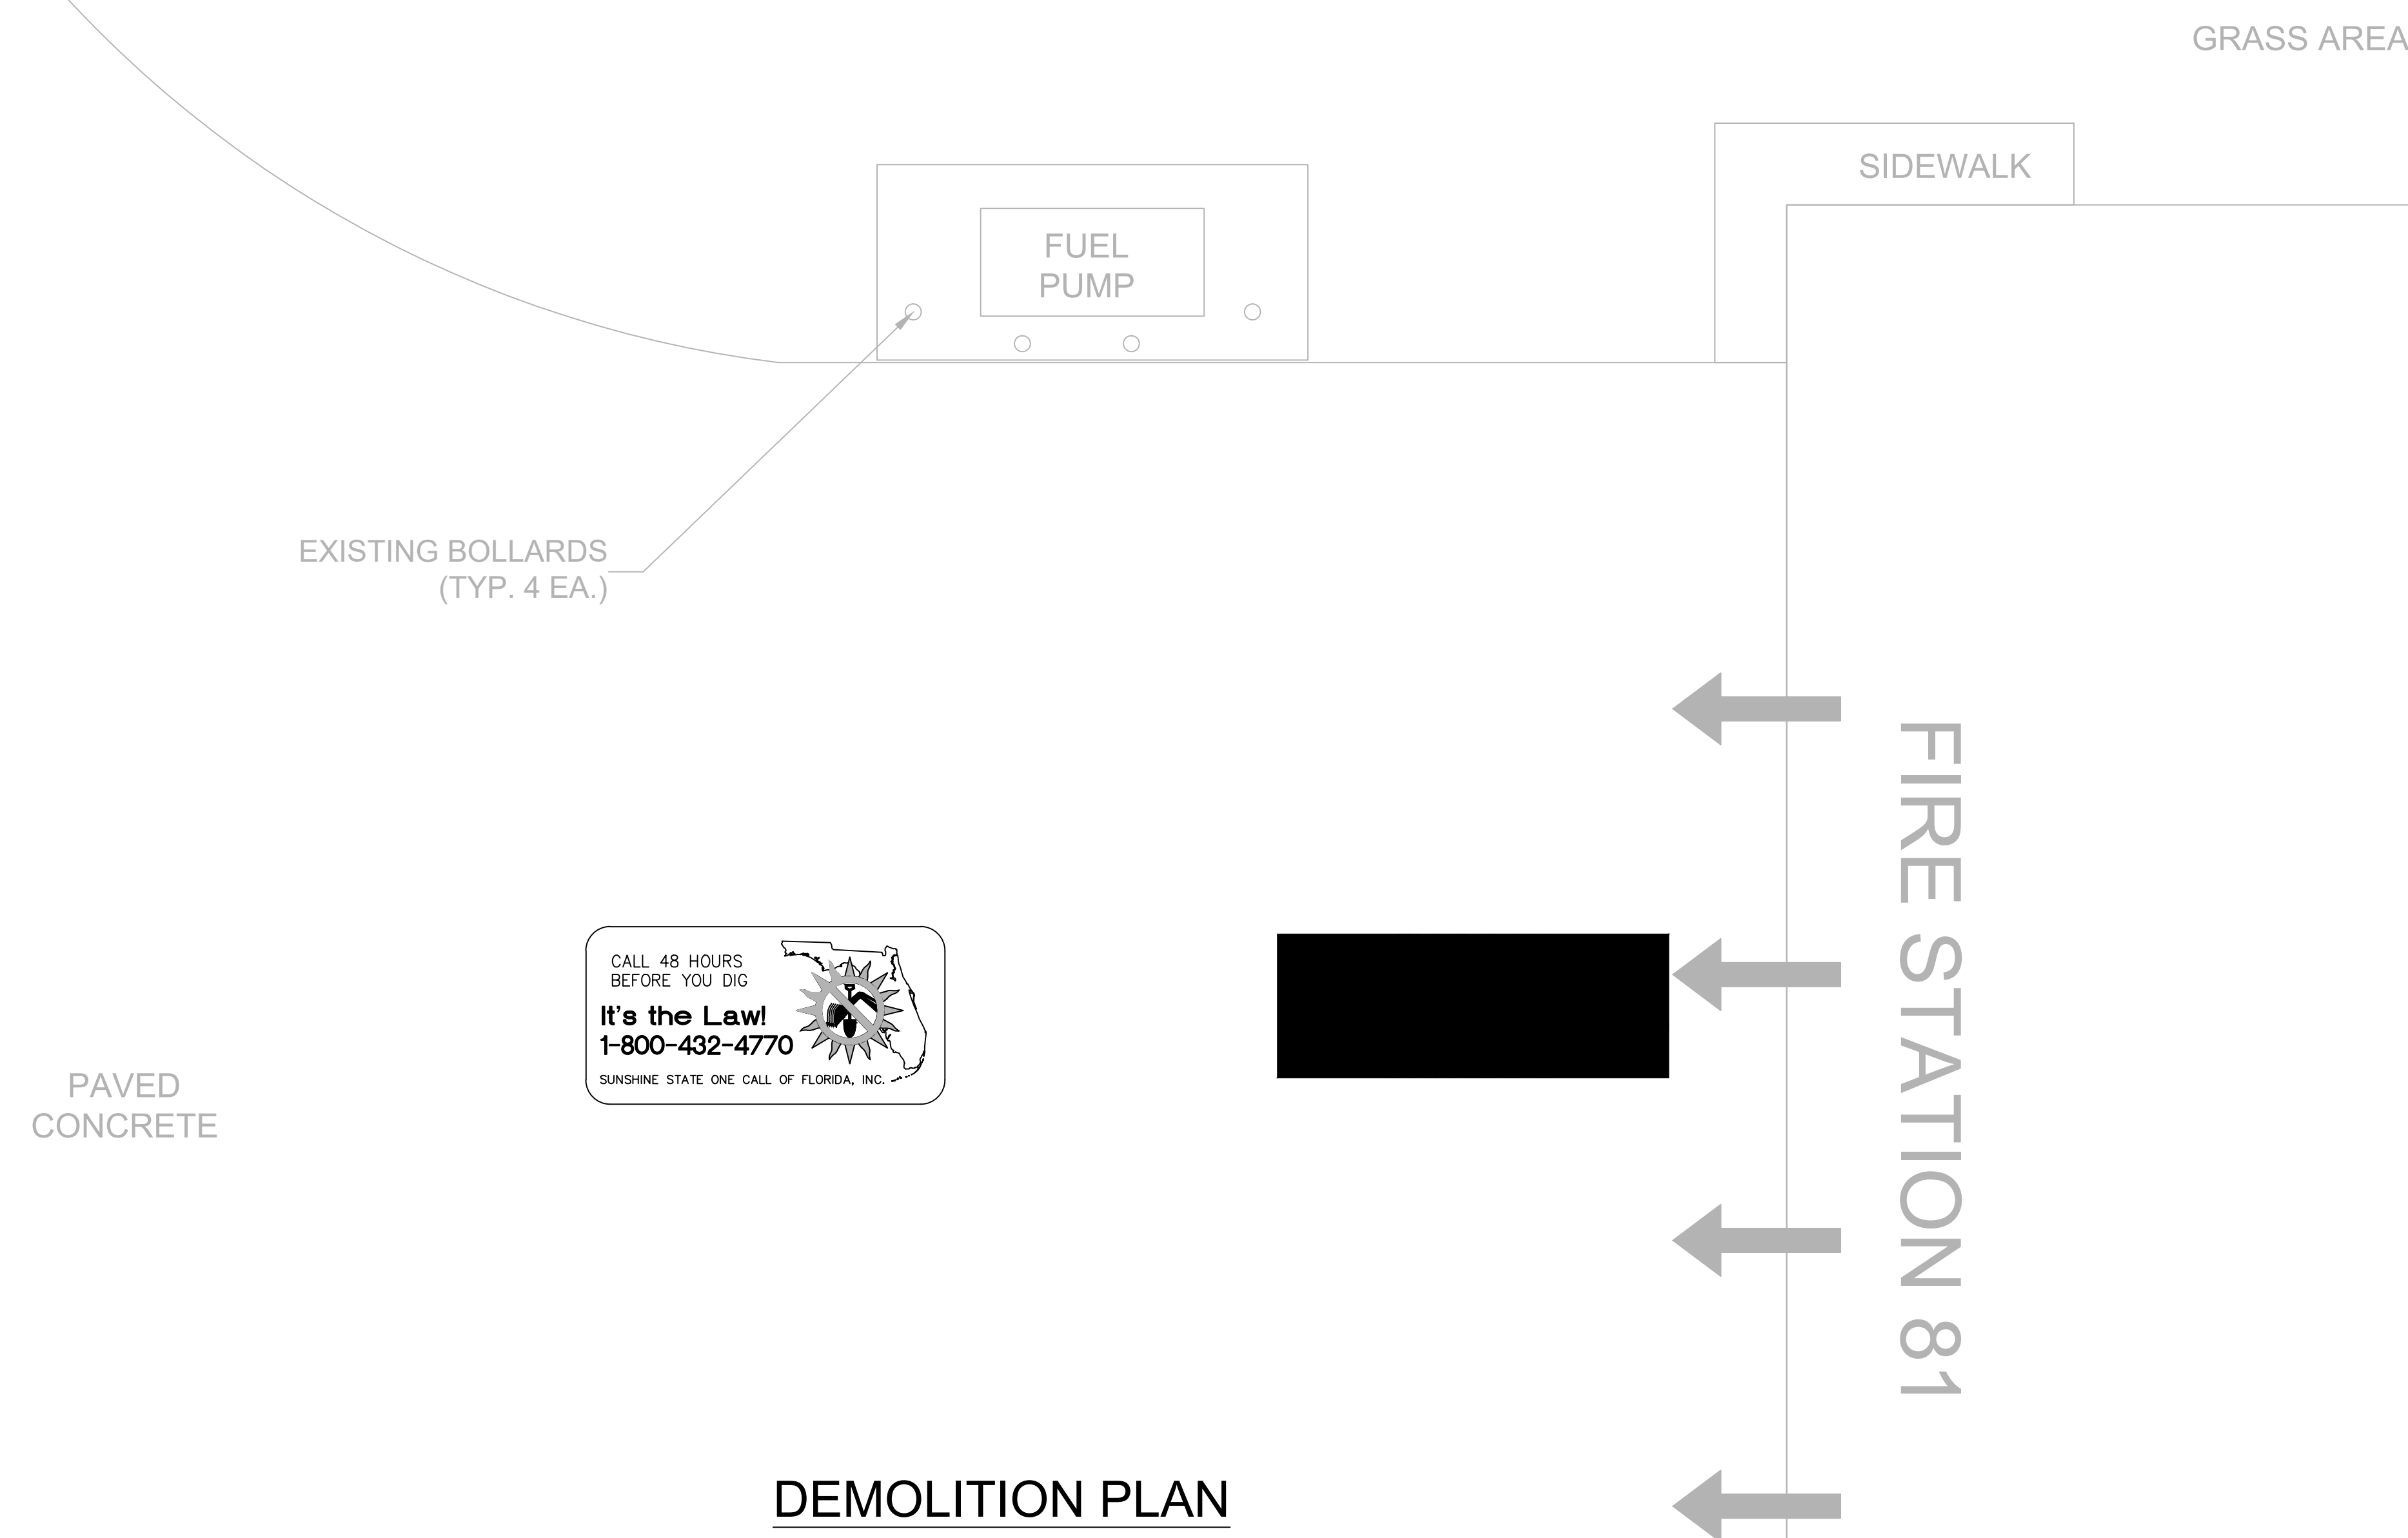 GRASS AREA
SIDEWALK
FUEL
PUMP
EXISTING BOLLARDS
(TYP. 4 EA.)
FIRE STATION 81
CALL 48 HOURS
BEFORE YOU DIG
It's the Law!
1-800-432-4770
SUNSHINE STATE ONE CALL OF FLORIDA, INC.
PAVED
CONCRETE
DEMOLITION PLAN